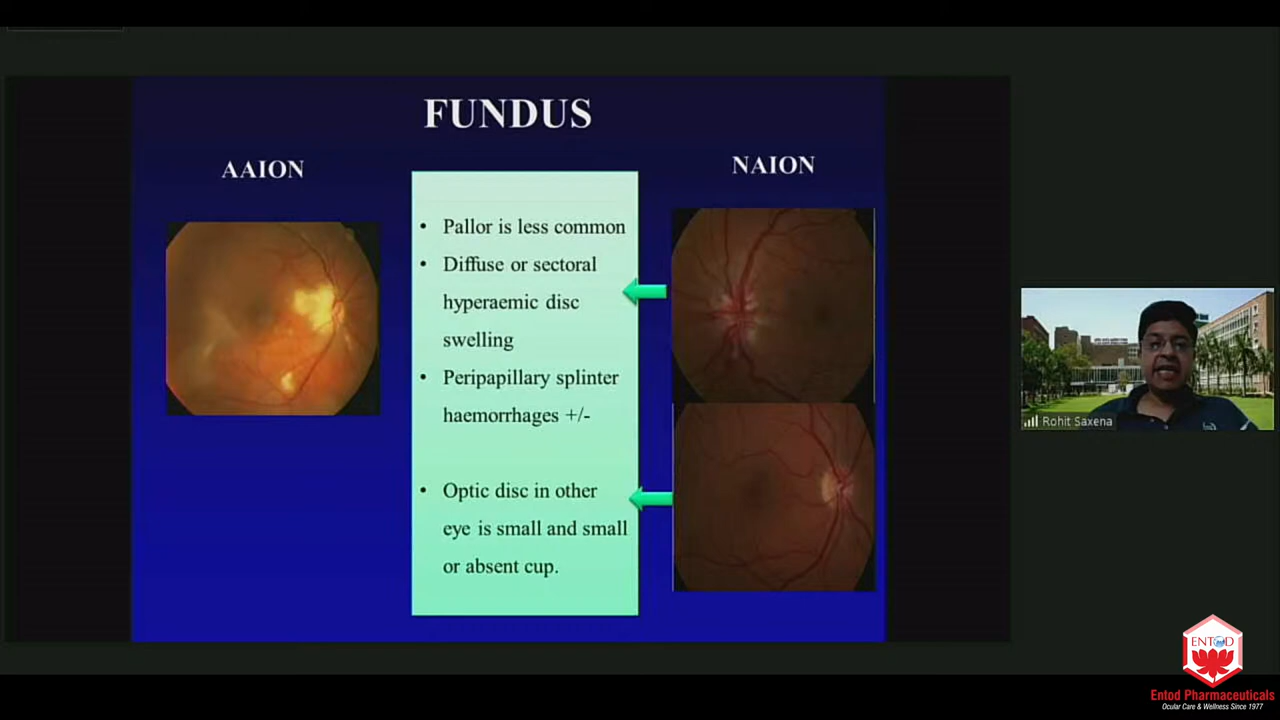 FUNDUS
AAION
NAION
• Pallor is less common
• Diffuse or sectoral
hyperaemic disc
swelling
• Peripapillary splinter
haemorrhages +/-
• Optic disc in other
eye is small and small
or absent cup.
Rohit Saxena
ENTOD
Entod Pharmaceuticals
Ocular Care & Wellness Since 1977